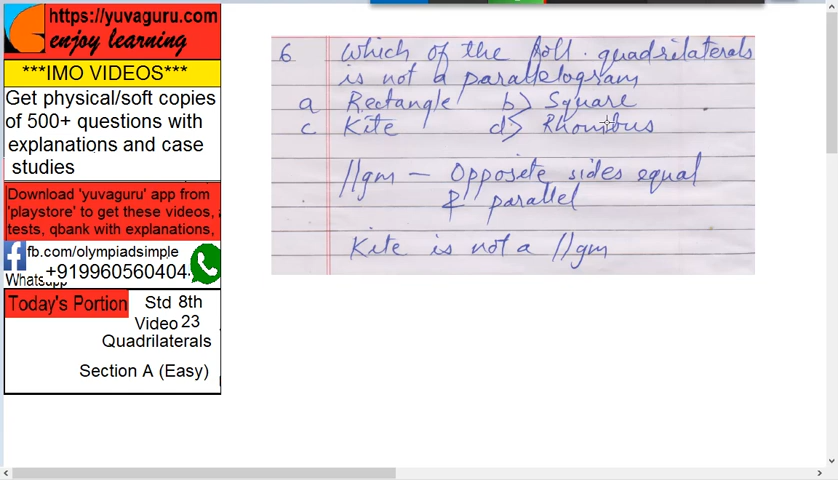 https://yuvaguru.com
enjoy learning
***IMO VIDEOS***
Get physical/soft copies
of 500+ questions with
explanations and case
studies
Download 'yuvaguru' app from
'playstore' to get these videos,
tests, qbank with explanations,
fb.com/olympiadsimple
Whatsapp +919960560404.
Today's Portion Std 8th
Video 23
Quadrilaterals
Section A (Easy)
6 Which of the foll. quadrilaterals
is not a parallelogram
a Rectangle b) Square
c Kite d) Rhombus
//gm – Opposite sides equal
& parallel
Kite is not a //gm